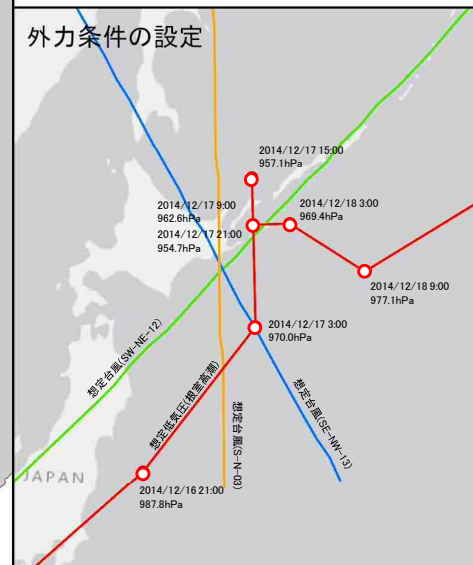 外力条件の設定
2014/12/17 15:00
957.1hPa
2014/12/17 9:00
962.6hPa
2014/12/17 21:00
954.7hPa
2014/12/18 3:00
969.4hPa
2014/12/18 9:00
977.1hPa
2014/12/17 3:00
970.0hPa
想定台風(SW-NE-12)
想定低気圧(根室高潮)
想定台風(S-N-03)
想定台風(SE-NW-13)
JAPAN
2014/12/16 21:00
987.8hPa